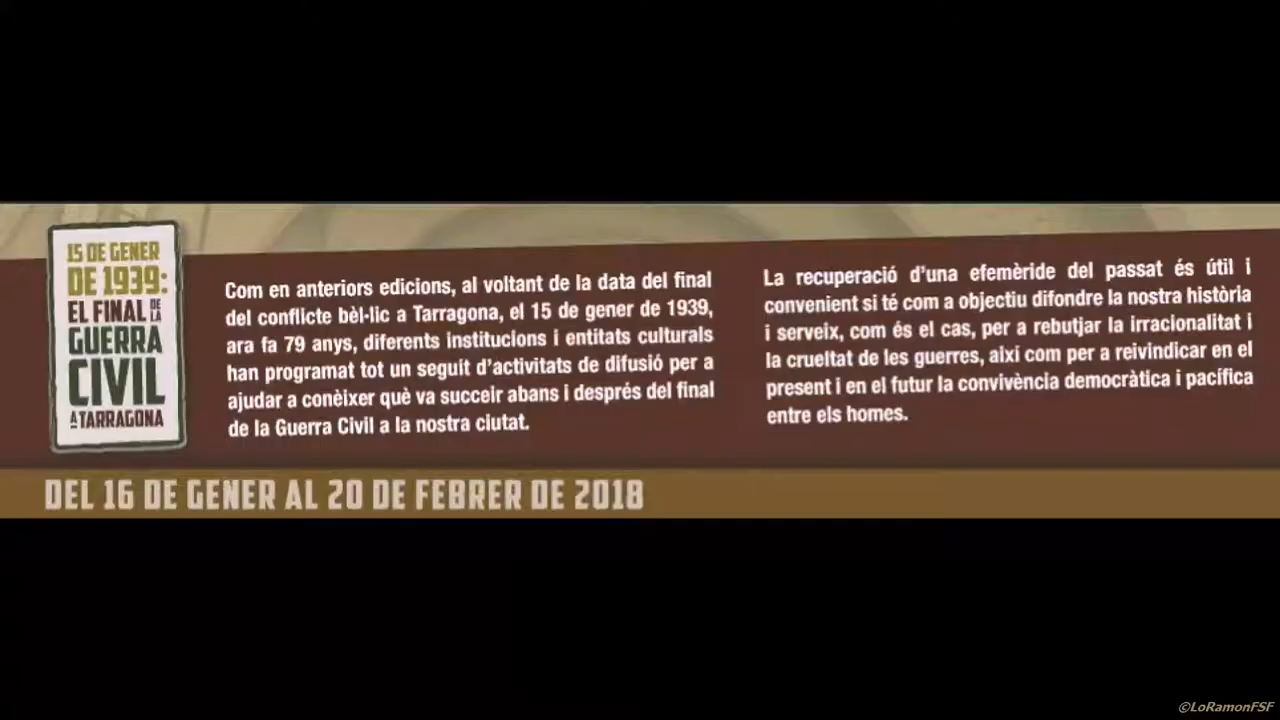 15 DE GENER
DE 1939:
EL FINAL DE LA
GUERRA
CIVIL
A TARRAGONA
Com en anteriors edicions, al voltant de la data del final
del conflicte bèl·lic a Tarragona, el 15 de gener de 1939,
ara fa 79 anys, diferents institucions i entitats culturals
han programat tot un seguit d'activitats de difusió per a
ajudar a conèixer què va succeir abans i després del final
de la Guerra Civil a la nostra ciutat.
La recuperació d'una efemèride del passat és útil i
convenient si té com a objectiu difondre la nostra història
i serveix, com és el cas, per a rebutjar la irracionalitat i
la crueltat de les guerres, així com per a reivindicar en el
present i en el futur la convivència democràtica i pacífica
entre els homes.
DEL 16 DE GENER AL 20 DE FEBRER DE 2018
©LoRamonFSF